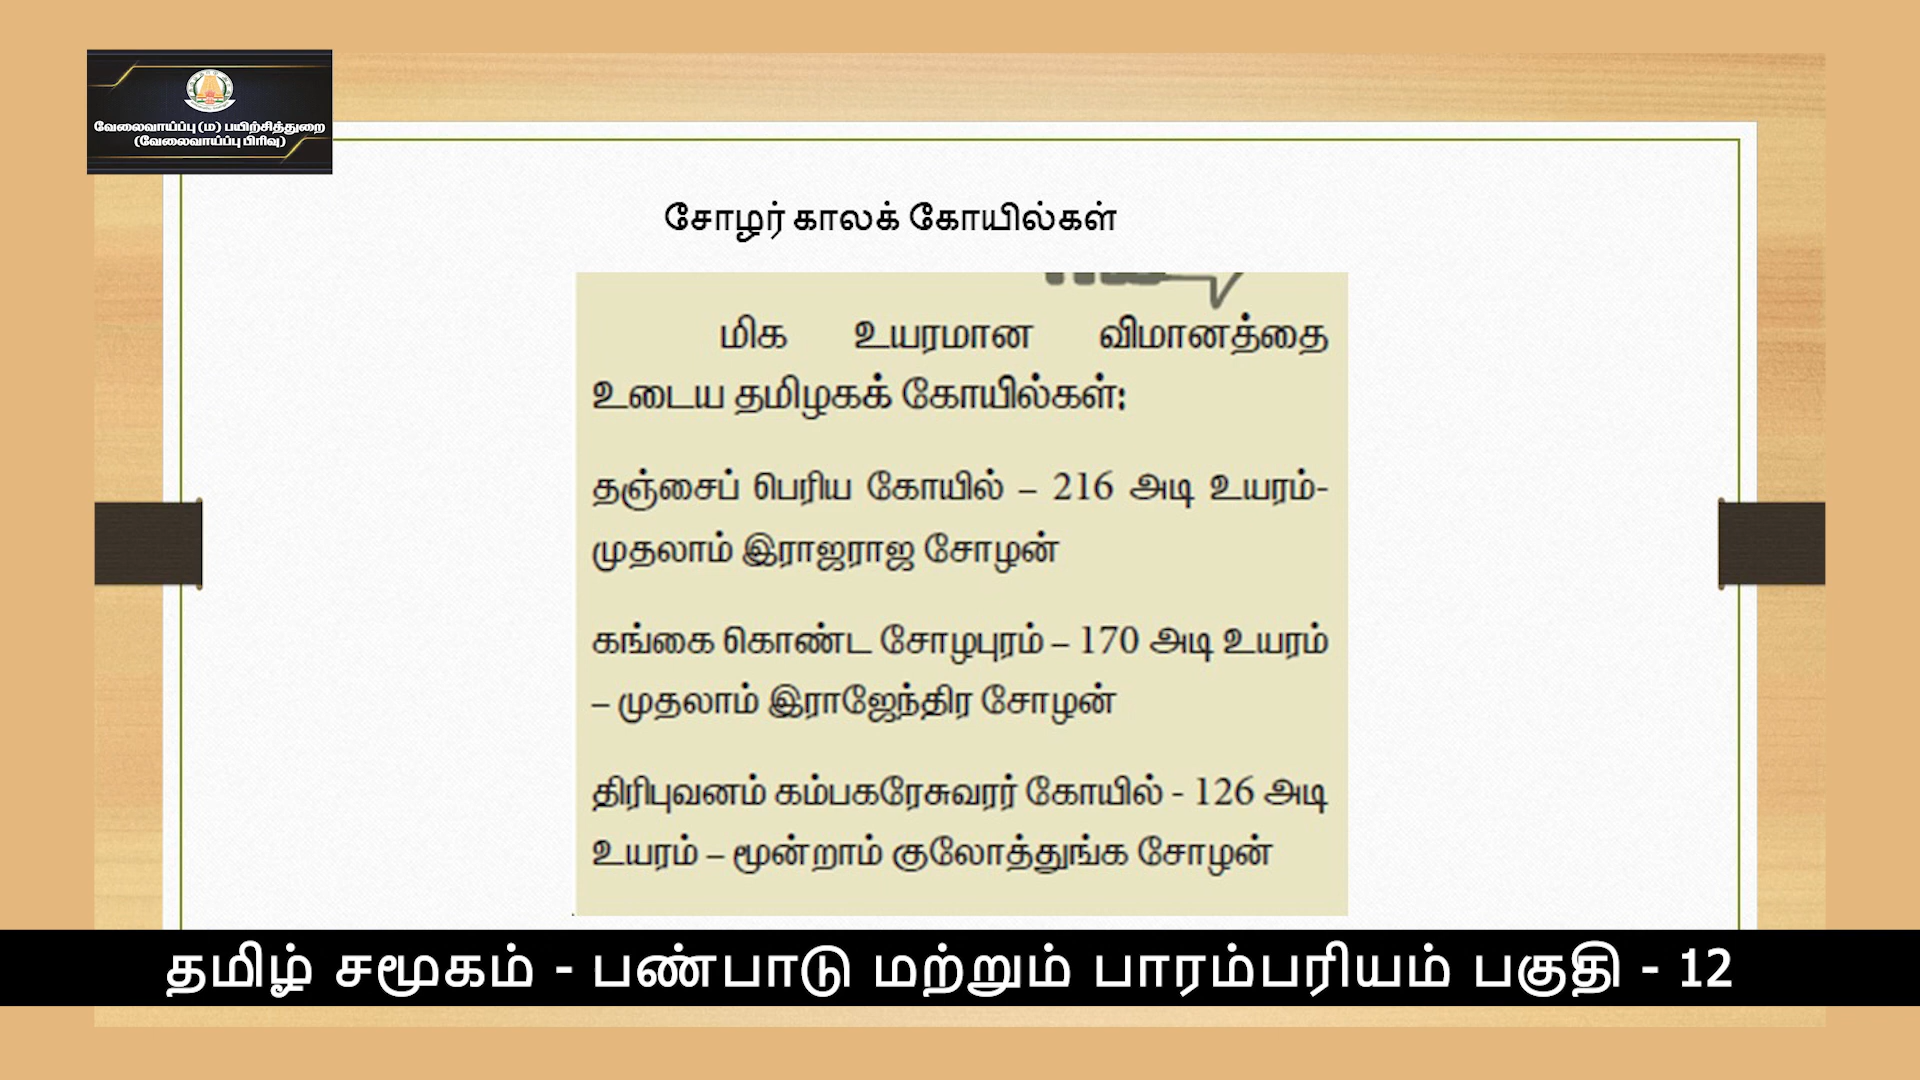 வேலைவாய்ப்பு (ம) பயிற்சித்துறை
(வேலைவாய்ப்பு பிரிவு)
சோழர் காலக் கோயில்கள்
மிக உயரமான விமானத்தை
உடைய தமிழகக் கோயில்கள்:
தஞ்சைப் பெரிய கோயில் – 216 அடி உயரம்-
முதலாம் இராஜராஜ சோழன்
கங்கை கொண்ட சோழபுரம் – 170 அடி உயரம்
– முதலாம் இராஜேந்திர சோழன்
திரிபுவனம் கம்பகரேசுவரர் கோயில் - 126 அடி
உயரம் – மூன்றாம் குலோத்துங்க சோழன்
தமிழ் சமூகம் - பண்பாடு மற்றும் பாரம்பரியம் பகுதி - 12